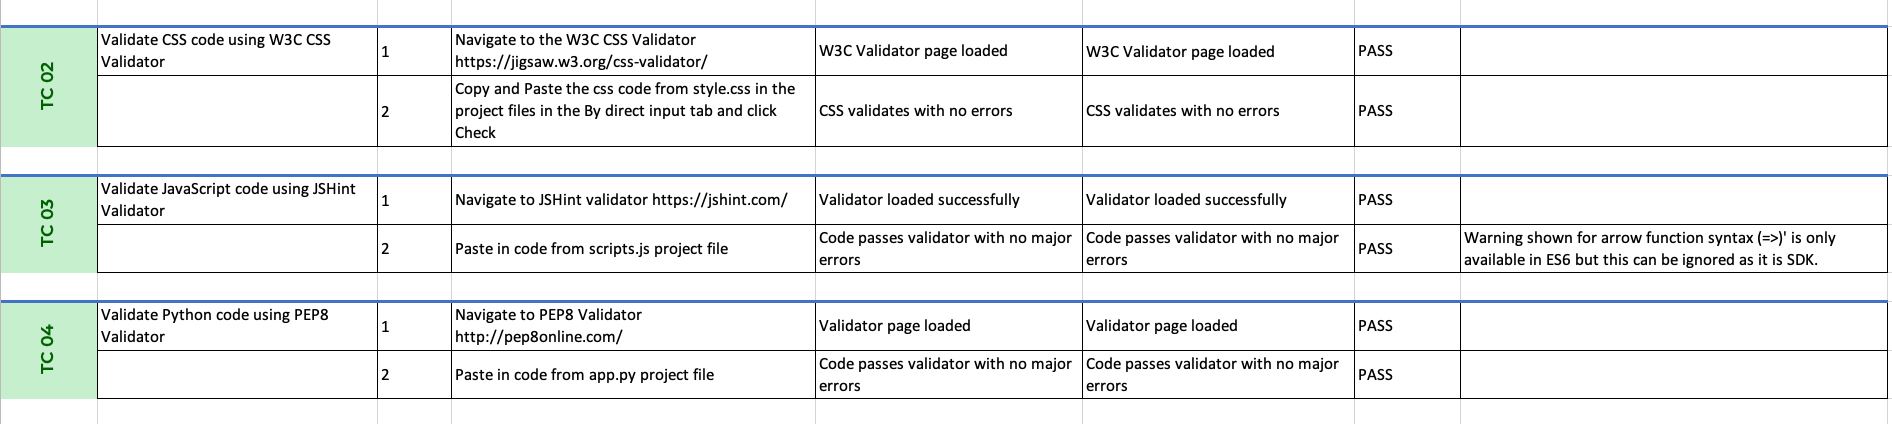 TC 02
Validate CSS code using W3C CSS
Validator
1
Navigate to the W3C CSS Validator
https://jigsaw.w3.org/css-validator/
W3C Validator page loaded
W3C Validator page loaded
PASS
2
Copy and Paste the css code from style.css in the
project files in the By direct input tab and click
Check
CSS validates with no errors
CSS validates with no errors
PASS
TC 03
Validate JavaScript code using JSHint
Validator
1
Navigate to JSHint validator https://jshint.com/
Validator loaded successfully
Validator loaded successfully
PASS
2
Paste in code from scripts.js project file
Code passes validator with no major
errors
Code passes validator with no major
errors
PASS
Warning shown for arrow function syntax (=>)' is only
available in ES6 but this can be ignored as it is SDK.
TC 04
Validate Python code using PEP8
Validator
1
Navigate to PEP8 Validator
http://pep8online.com/
Validator page loaded
Validator page loaded
PASS
2
Paste in code from app.py project file
Code passes validator with no major
errors
Code passes validator with no major
errors
PASS